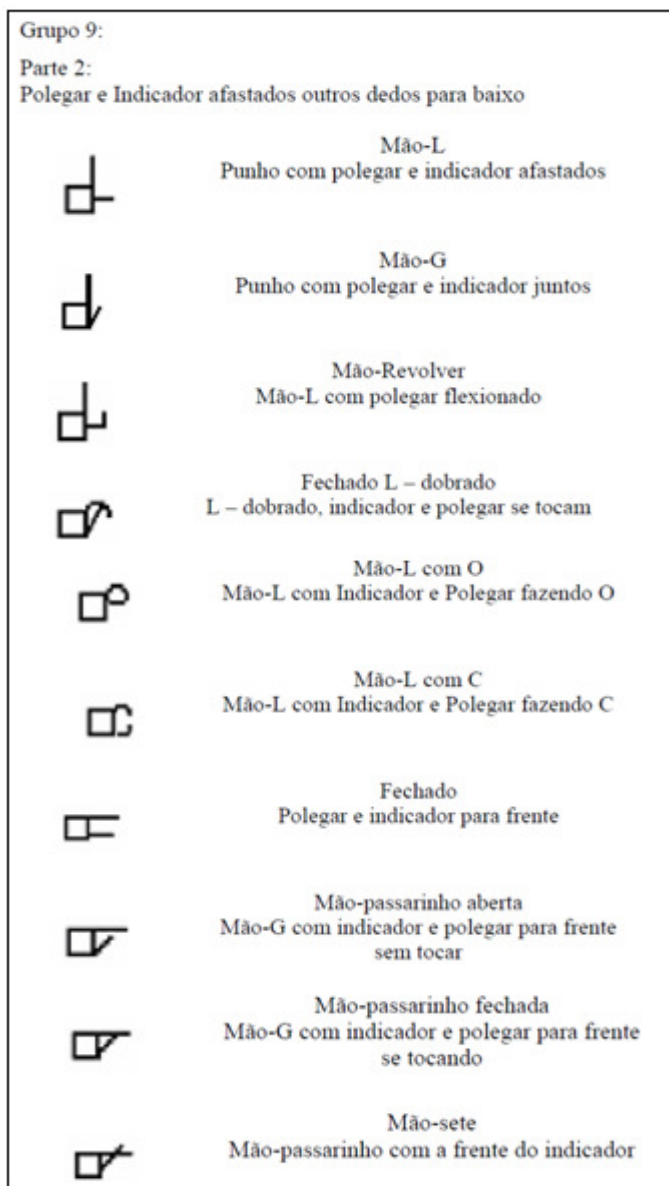 Grupo 9:
Parte 2:
Polegar e Indicador afastados outros dedos para baixo
Mão-L
Punho com polegar e indicador afastados
Mão-G
Punho com polegar e indicador juntos
Mão-Revolver
Mão-L com polegar flexionado
Fechado L – dobrado
L – dobrado, indicador e polegar se tocam
Mão-L com O
Mão-L com Indicador e Polegar fazendo O
Mão-L com C
Mão-L com Indicador e Polegar fazendo C
Fechado
Polegar e indicador para frente
Mão-passarinho aberta
Mão-G com indicador e polegar para frente
sem tocar
Mão-passarinho fechada
Mão-G com indicador e polegar para frente
se tocando
Mão-sete
Mão-passarinho com a frente do indicador